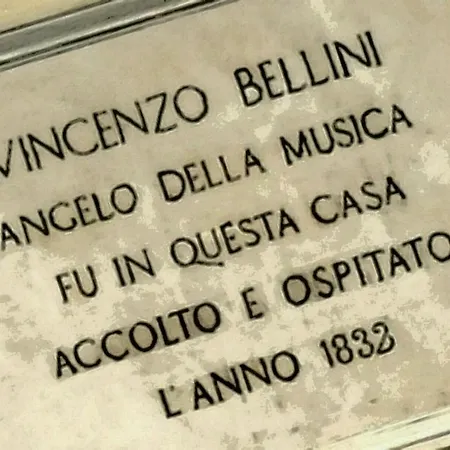 VINCENZO BELLINI
ANGELO DELLA MUSICA
FU IN QUESTA CASA
ACCOLTO E OSPITATO
L'ANNO 1832